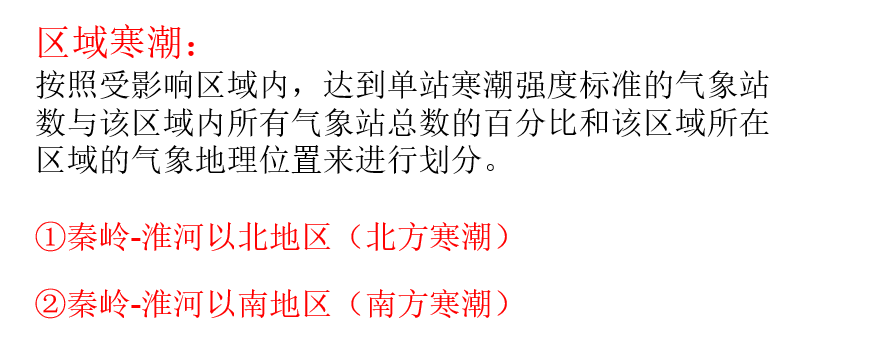 区域寒潮：
按照受影响区域内，达到单站寒潮强度标准的气象站
数与该区域内所有气象站总数的百分比和该区域所在
区域的气象地理位置来进行划分。
①秦岭-淮河以北地区（北方寒潮）
②秦岭-淮河以南地区（南方寒潮）